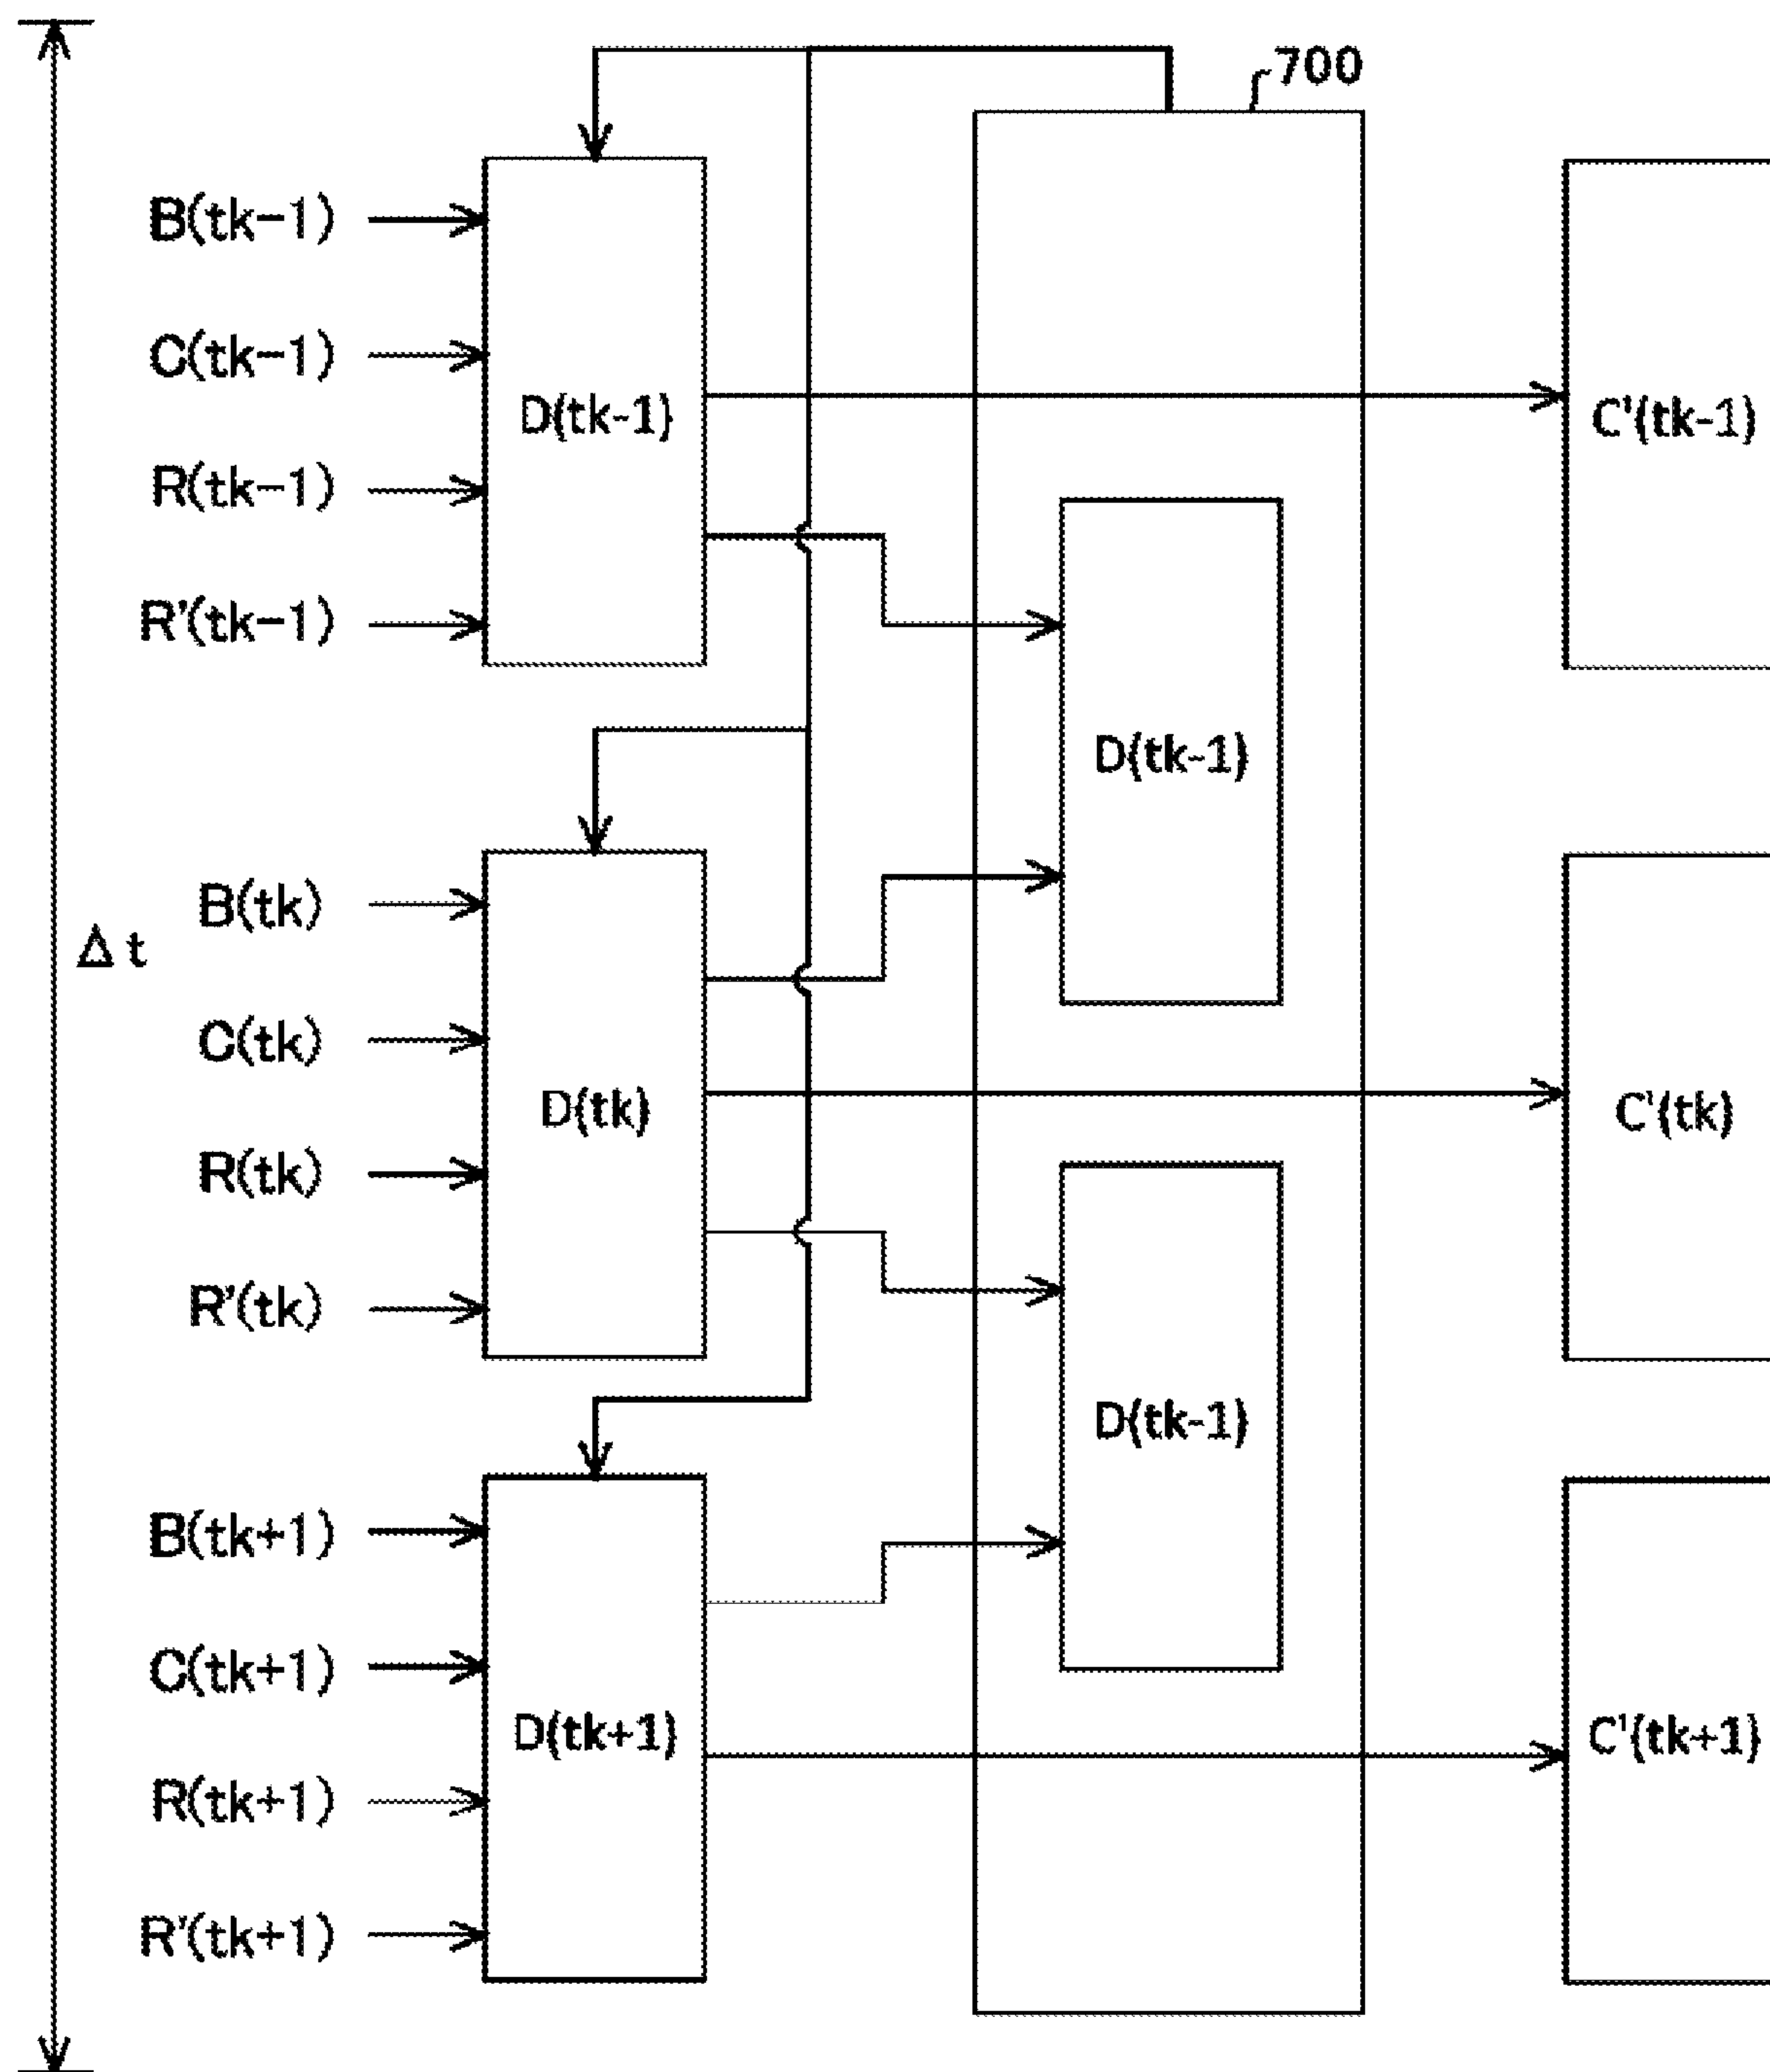 700
B(tk-1)
C(tk-1)
D(tk-1)
C'(tk-1)
R(tk-1)
R'(tk-1)
D(tk-1)
B(tk)
Δt
C(tk)
D(tk)
C'(tk)
R(tk)
R'(tk)
D(tk-1)
B(tk+1)
C(tk+1)
D(tk+1)
C'(tk+1)
R(tk+1)
R'(tk+1)